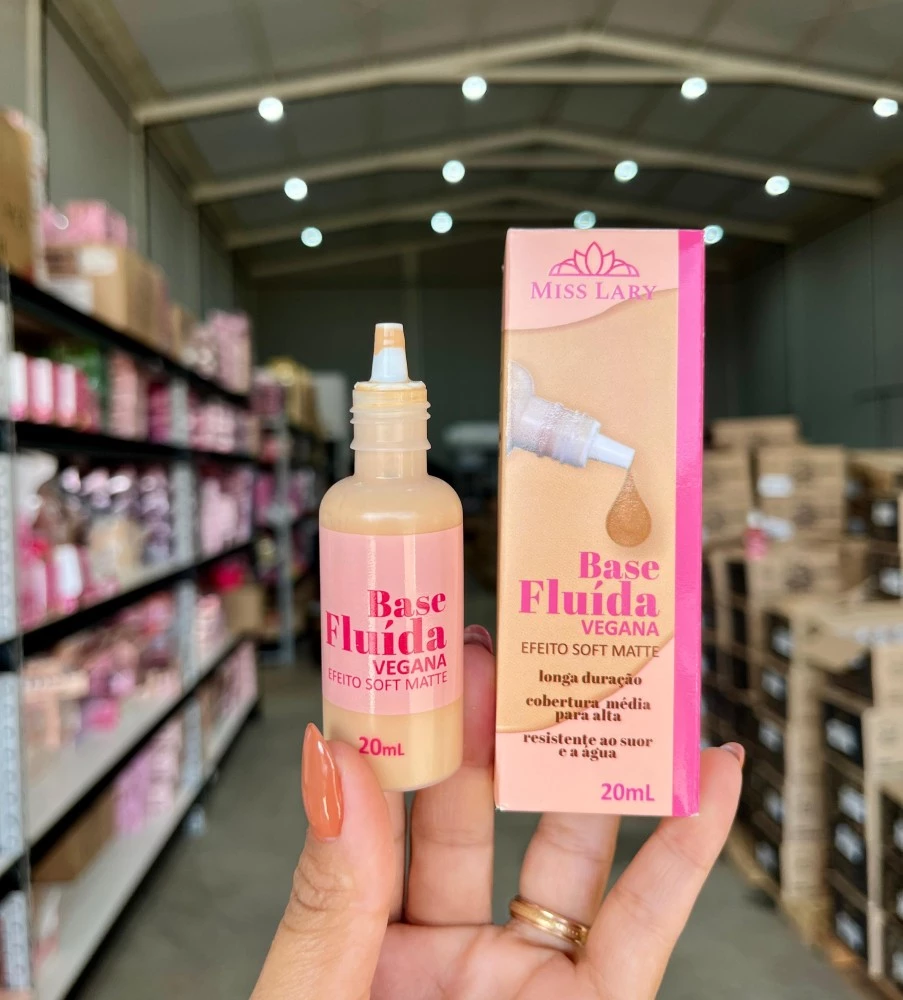 Base
Fluída
VEGANA
EFEITO SOFT MATTE
20mL
MISS LARY
Base
Fluída
VEGANA
EFEITO SOFT MATTE
longa duração
cobertura média
para alta
resistente ao suor
e a água
20mL